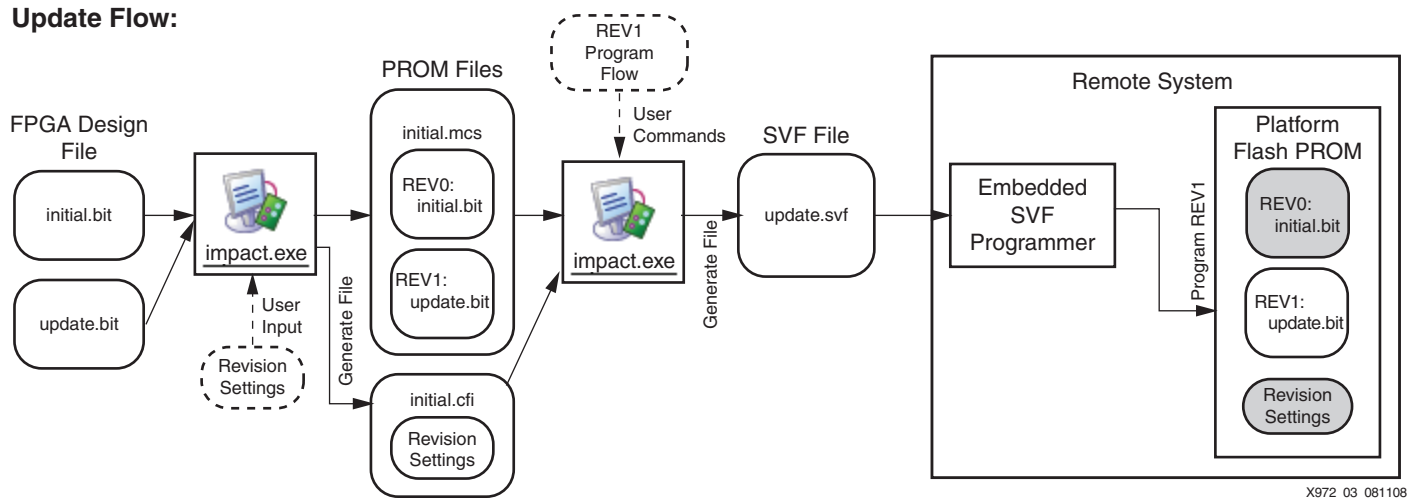 Update Flow:
FPGA Design
File
initial.bit
update.bit
impact.exe
User
Input
Revision
Settings
Generate File
PROM Files
initial.mcs
REV0:
initial.bit
REV1:
update.bit
initial.cfi
Revision
Settings
REV1
Program
Flow
User
Commands
impact.exe
Generate File
SVF File
update.svf
Remote System
Embedded
SVF
Programmer
Program REV1
Platform
Flash PROM
REV0:
initial.bit
REV1:
update.bit
Revision
Settings
X972_03_081108